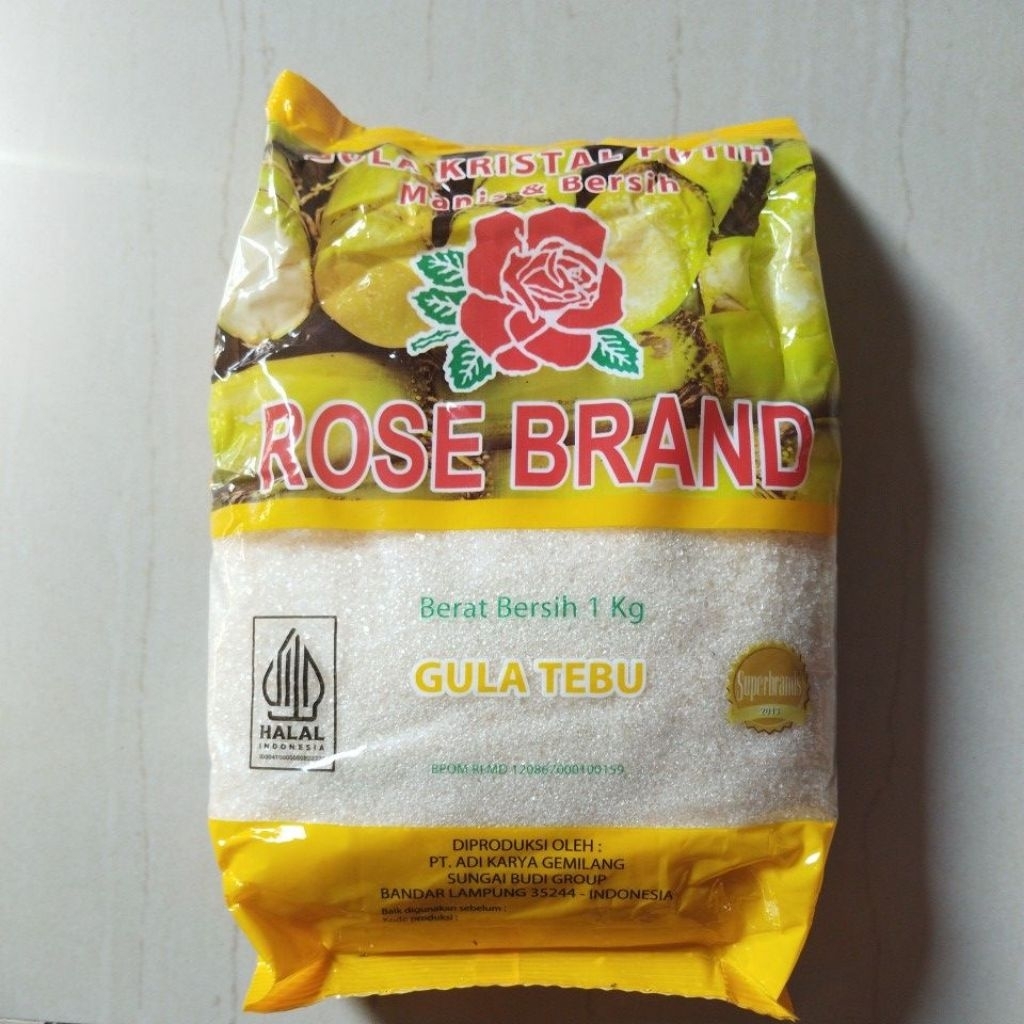 GULA KRISTAL PUTIH
Manis & Bersih
ROSE BRAND
Berat Bersih 1 Kg
GULA TEBU
HALAL
INDONESIA
Superbrands
2013
BPOM RI MD 120867000100159
DIPRODUKSI OLEH :
PT. ADI KARYA GEMILANG
SUNGAI BUDI GROUP
BANDAR LAMPUNG 35244 - INDONESIA
Baik digunakan sebelum :
Kode produksi :